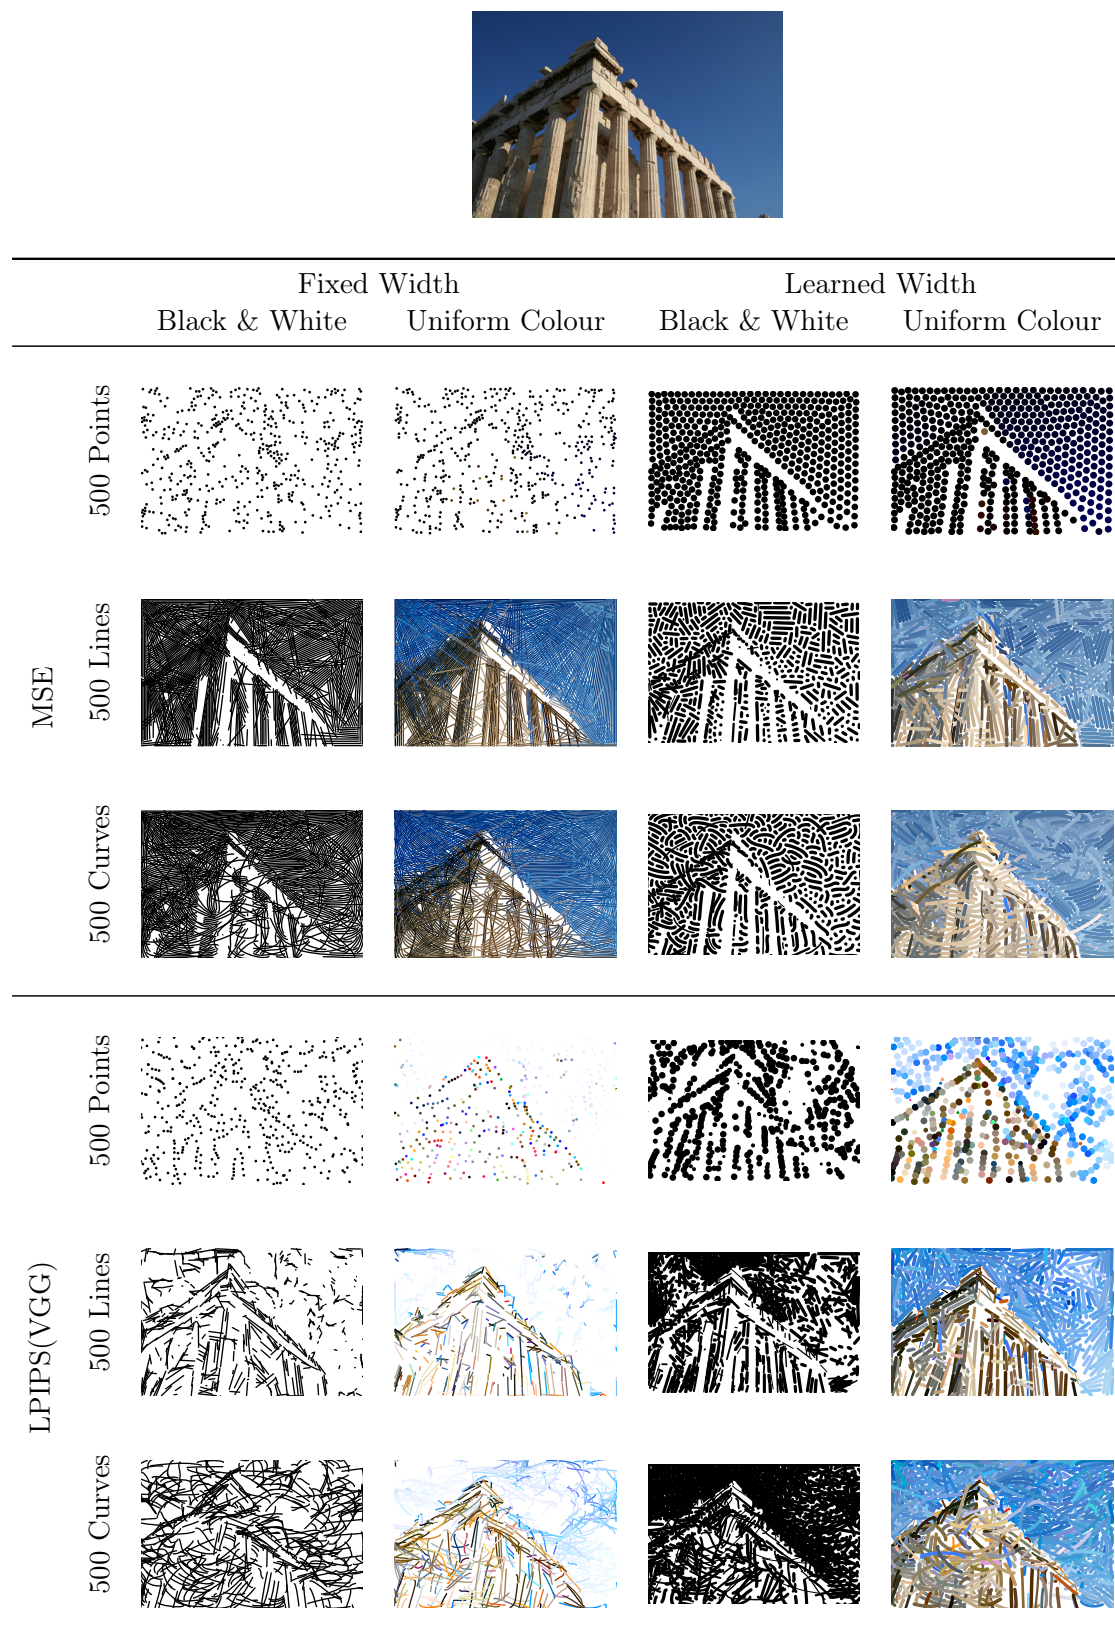 Fixed Width Learned Width
Black & White Uniform Colour Black & White Uniform Colour
MSE
500 Points
500 Lines
500 Curves
LPIPS(VGG)
500 Points
500 Lines
500 Curves